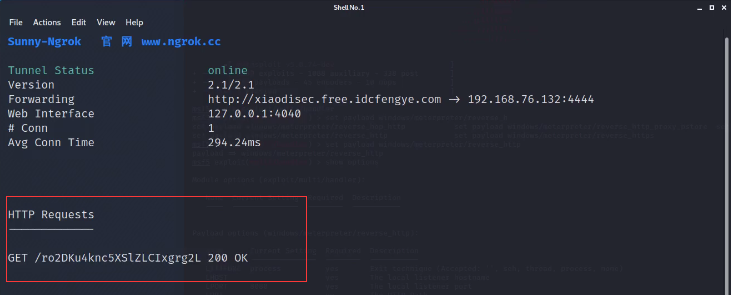 Shell No.1
File Actions Edit View Help
Sunny-Ngrok 官 网 www.ngrok.cc
Tunnel Status online
Version 2.1/2.1
Forwarding http://xiaodisec.free.idcfengye.com -> 192.168.76.132:4444
Web Interface 127.0.0.1:4040
# Conn 1
Avg Conn Time 294.24ms
HTTP Requests
GET /ro2DKu4knc5XSlZLCIxgrg2L 200 OK